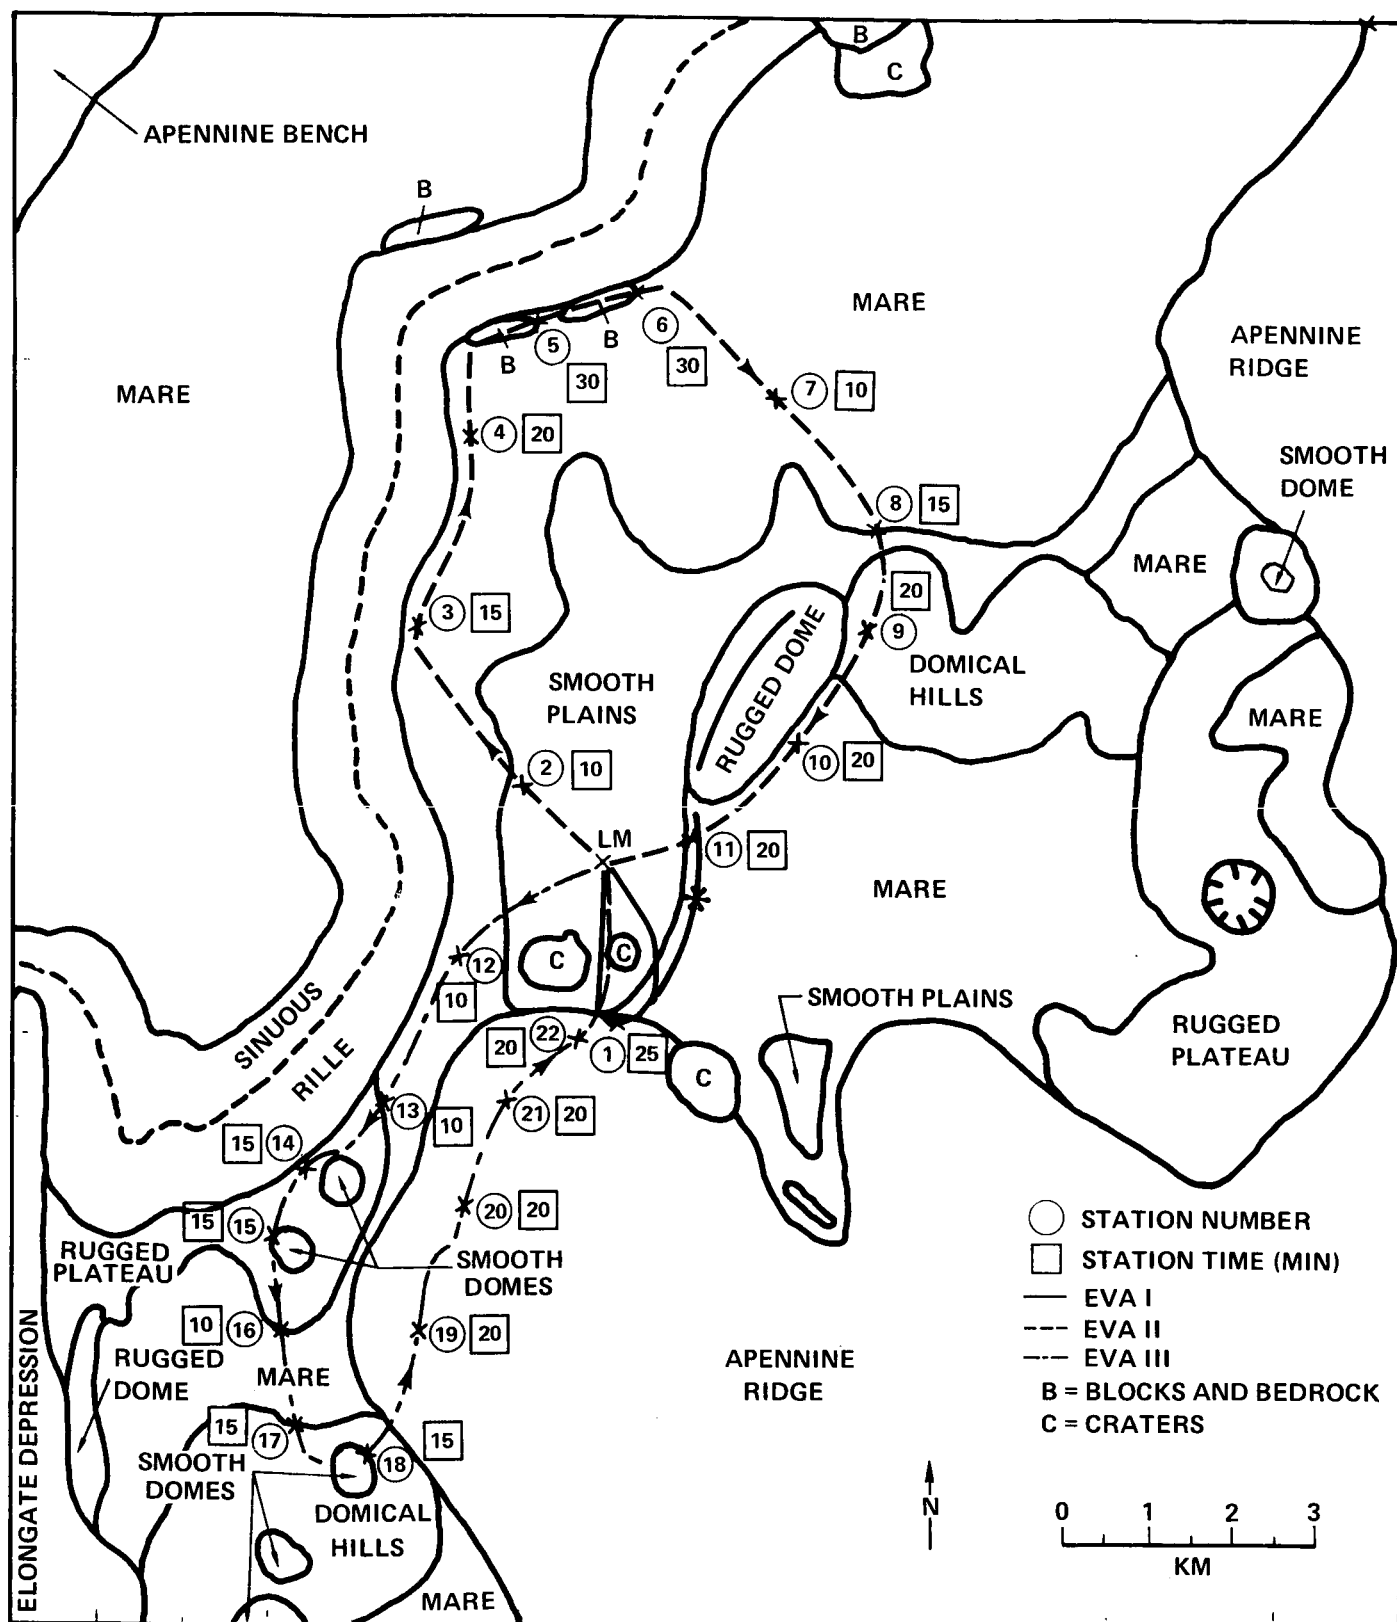 B
C
APENNINE BENCH
B
MARE
APENNINE
RIDGE
MARE
B
B
5
30
6
30
7
10
4
20
SMOOTH
DOME
8
15
MARE
20
9
3
15
RUGGED DOME
DOMICAL
HILLS
SMOOTH
PLAINS
MARE
2
10
10
20
LM
11
20
MARE
C
C
12
10
SINUOUS
RILLE
SMOOTH PLAINS
RUGGED
PLATEAU
20
22
1
25
C
13
10
21
20
15
14
20
20
15
15
RUGGED
PLATEAU
SMOOTH
DOMES
STATION NUMBER
STATION TIME (MIN)
EVA I
EVA II
EVA III
B = BLOCKS AND BEDROCK
C = CRATERS
10
16
19
20
ELONGATE DEPRESSION
RUGGED
DOME
MARE
APENNINE
RIDGE
15
17
18
15
SMOOTH
DOMES
DOMICAL
HILLS
MARE
N
0 1 2 3
KM